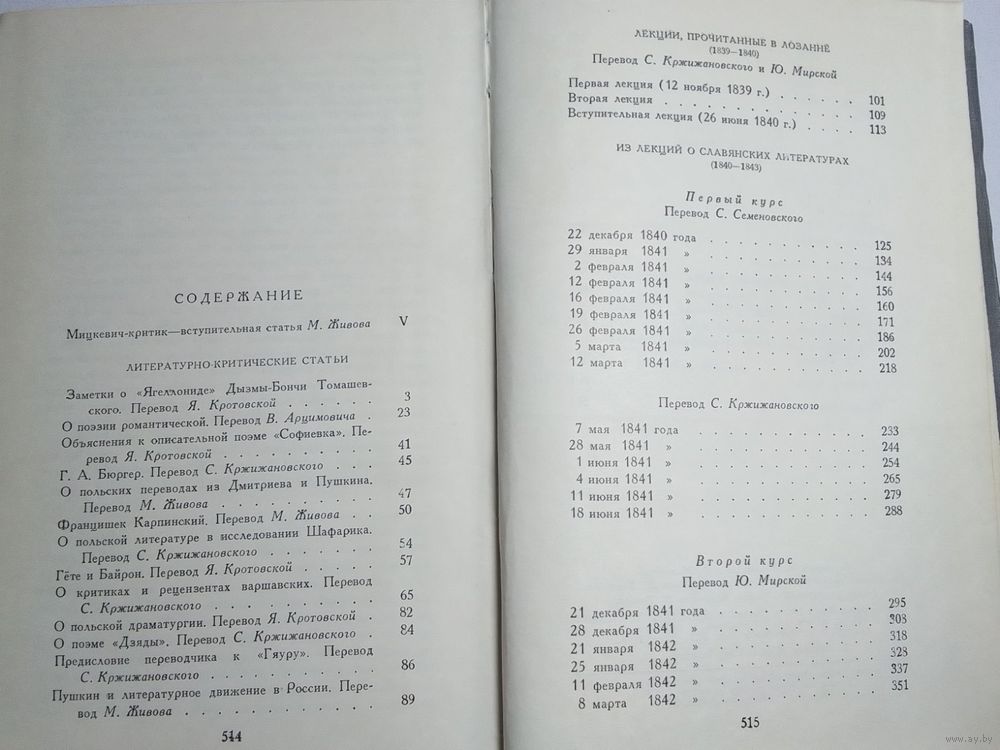 СОДЕРЖАНИЕ
Мицкевич-критик—вступительная статья М. Живова V
ЛИТЕРАТУРНО-КРИТИЧЕСКИЕ СТАТЬИ
Заметки о «Ягеллониде» Дызмы-Бончи Томашев-
ского. Перевод Я. Кротовской . . . . . . 3
О поэзии романтической. Перевод В. Арцимовича . 23
Объяснения к описательной поэме «Софиевка». Пе-
ревод Я. Кротовской . . . . . . . . . 41
Г. А. Бюргер. Перевод С. Кржижановского . . . 45
О польских переводах из Дмитриева и Пушкина.
Перевод М. Живова . . . . . . . . . 47
Францишек Карпинский. Перевод М. Живова . . 50
О польской литературе в исследовании Шафарика.
Перевод С. Кржижановского . . . . . . . 54
Гёте и Байрон. Перевод Я. Кротовской . . . . . 57
О критиках и рецензентах варшавских. Перевод
С. Кржижановского . . . . . . . . . . 65
О польской драматургии. Перевод Я. Кротовской . 82
О поэме «Дзяды». Перевод С. Кржижановского . 84
Предисловие переводчика к «Гяуру». Перевод
С. Кржижановского . . . . . . . . . . 86
Пушкин и литературное движение в России. Пере-
вод М. Живова . . . . . . . . . . . . 89
514
ЛЕКЦИИ, ПРОЧИТАННЫЕ В ЛОЗАННЕ
(1839—1840)
Перевод С. Кржижановского и Ю. Мирской
Первая лекция (12 ноября 1839 г.) . . . . . . 101
Вторая лекция . . . . . . . . . . . . 109
Вступительная лекция (26 июня 1840 г.) . . . . 113
ИЗ ЛЕКЦИЙ О СЛАВЯНСКИХ ЛИТЕРАТУРАХ
(1840—1843)
Первый курс
Перевод С. Семеновского
22 декабря 1840 года . . . . . . . . . . 125
29 января 1841 » . . . . . . . . . . 134
2 февраля 1841 » . . . . . . . . . . 144
12 февраля 1841 » . . . . . . . . . . 156
16 февраля 1841 » . . . . . . . . . . 160
19 февраля 1841 » . . . . . . . . . . 171
26 февраля 1841 » . . . . . . . . . . 186
5 марта 1841 » . . . . . . . . . . 202
12 марта 1841 » . . . . . . . . . . 218
Перевод С. Кржижановского
7 мая 1841 года . . . . . . . . . . . 233
28 мая 1841 » . . . . . . . . . . . 244
1 июня 1841 » . . . . . . . . . . . 254
4 июня 1841 » . . . . . . . . . . . 265
11 июня 1841 » . . . . . . . . . . . 279
18 июня 1841 » . . . . . . . . . . . 288
Второй курс
Перевод Ю. Мирской
21 декабря 1841 года . . . . . . . . . . 295
28 декабря 1841 » . . . . . . . . . . 308
21 января 1842 » . . . . . . . . . . 318
25 января 1842 » . . . . . . . . . . 328
11 февраля 1842 » . . . . . . . . . . 337
8 марта 1842 » . . . . . . . . . . 351
515
www.ay.by